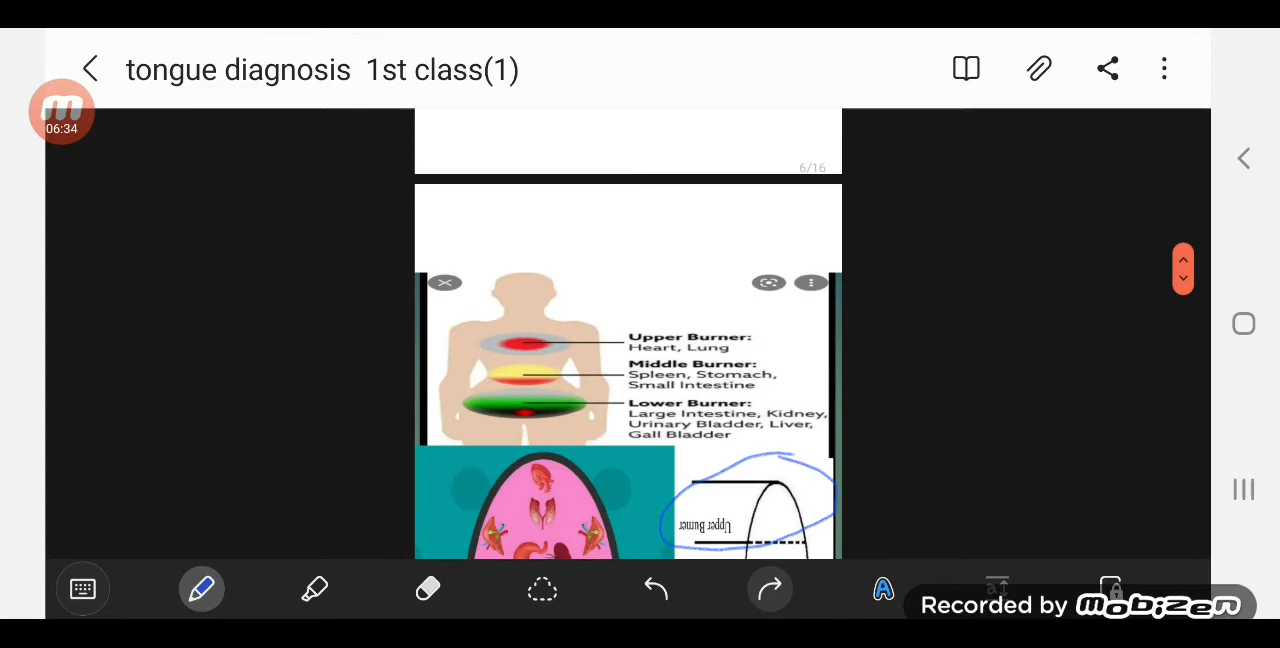 tongue diagnosis 1st class(1)
06:34
6/16
Upper Burner:
Heart, Lung
Middle Burner:
Spleen, Stomach,
Small Intestine
Lower Burner:
Large Intestine, Kidney,
Urinary Bladder, Liver,
Gall Bladder
Upper Burner
Recorded by mobizen